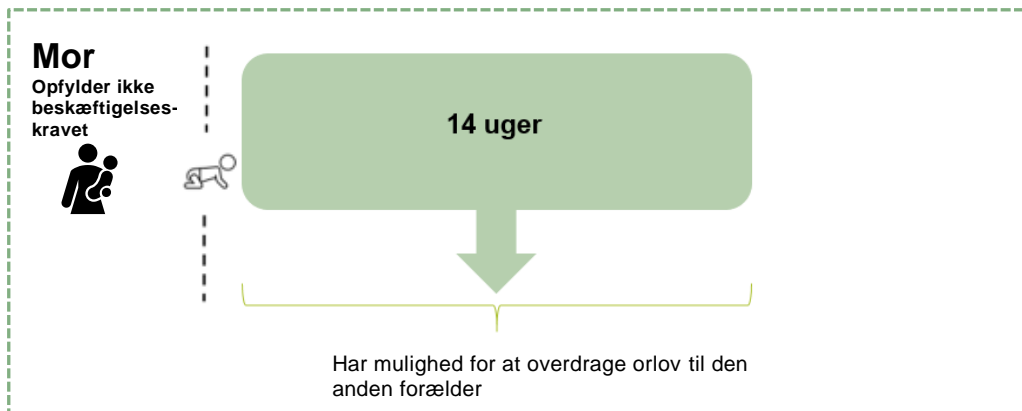 Mor
Opfylder ikke
beskæftigelses-
kravet
14 uger
Har mulighed for at overdrage orlov til den
anden forælder